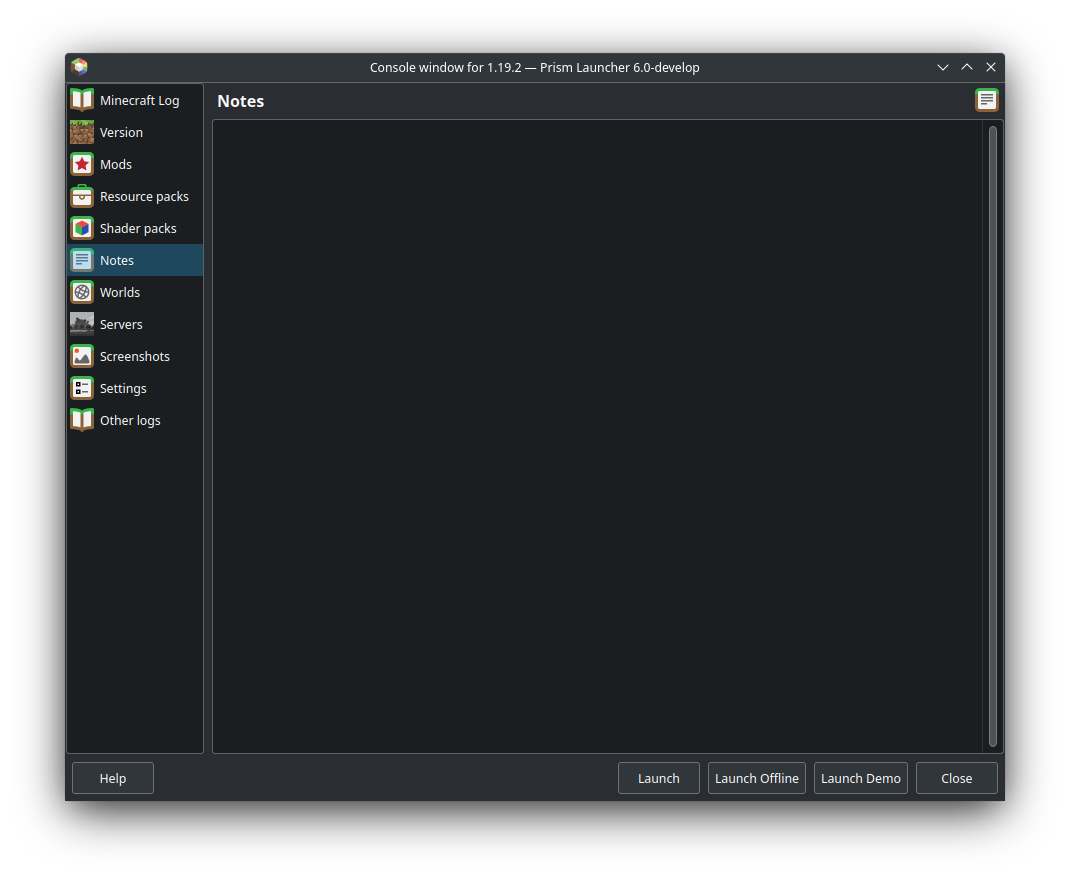 Console window for 1.19.2 — Prism Launcher 6.0-develop
Minecraft Log
Version
Mods
Resource packs
Shader packs
Notes
Worlds
Servers
Screenshots
Settings
Other logs
Notes
Help
Launch
Launch Offline
Launch Demo
Close